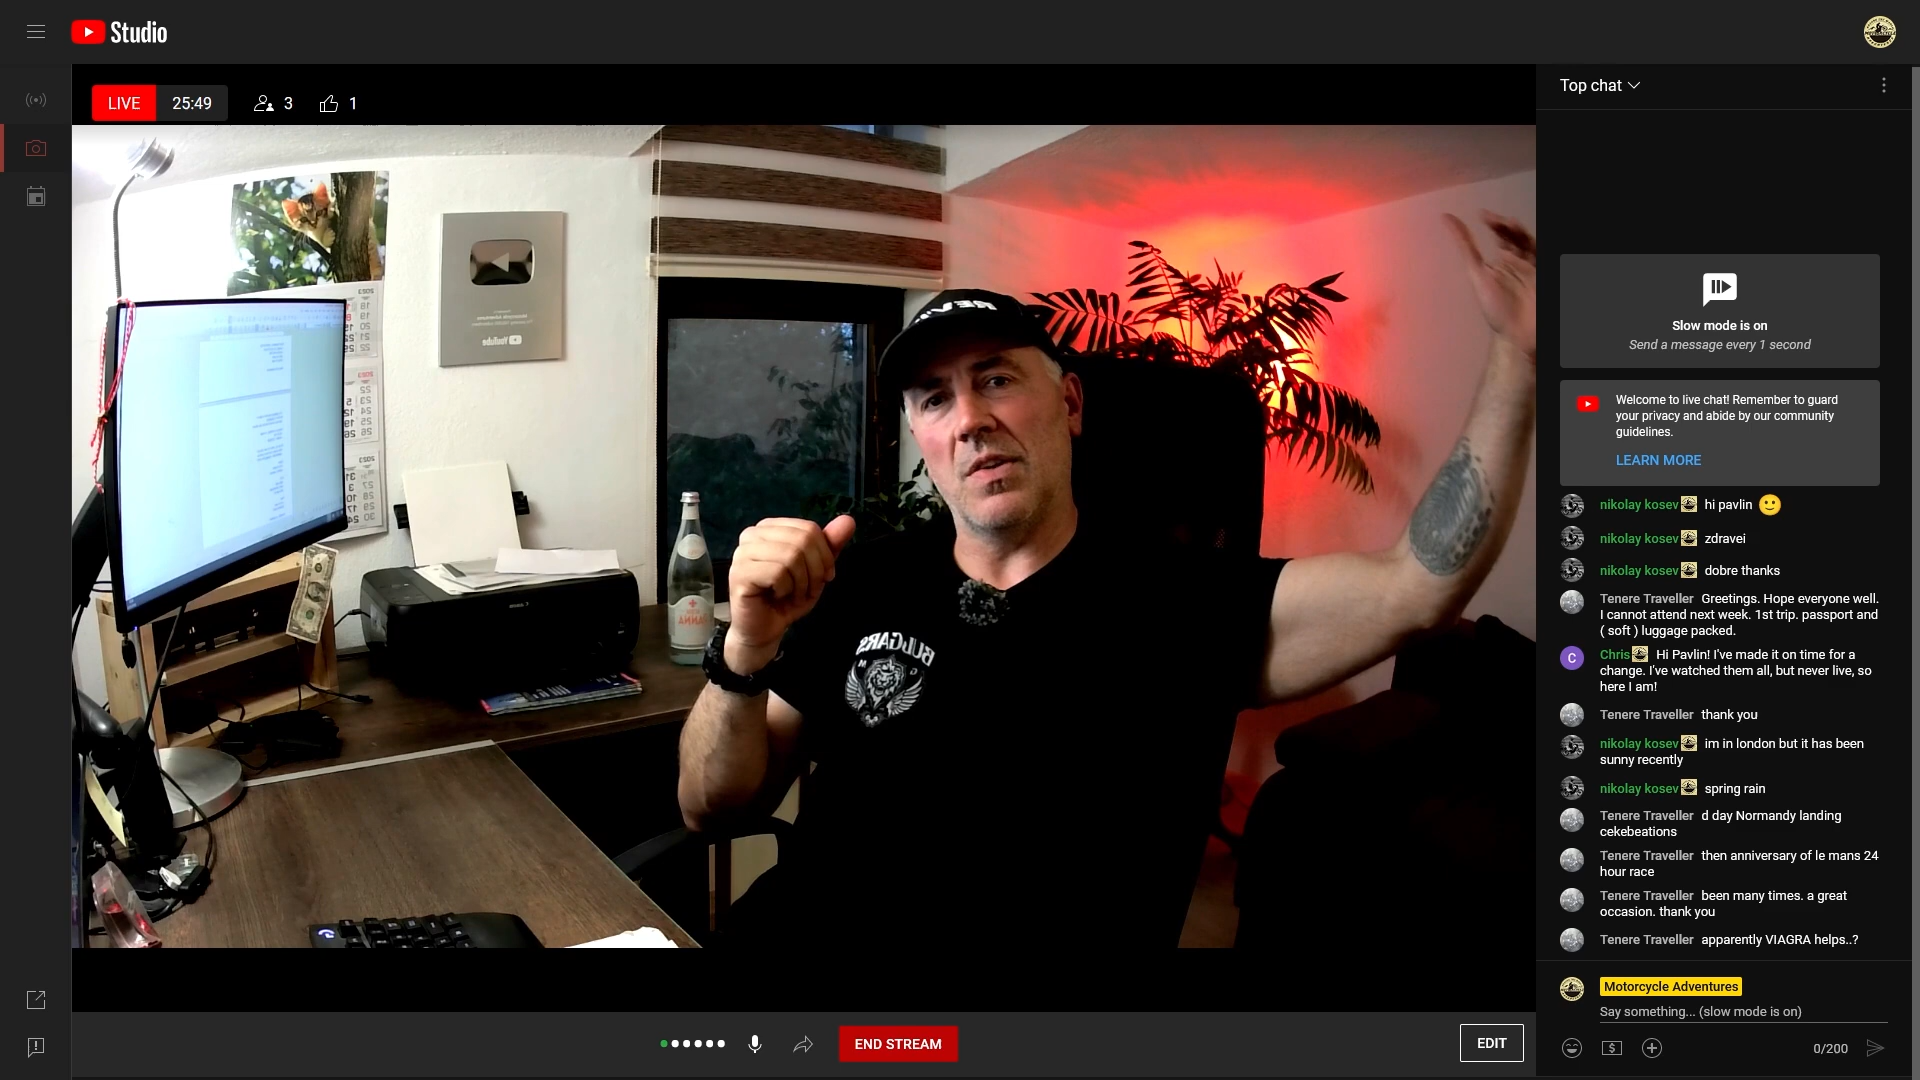 Studio
LIVE 25:49 3 1
Top chat
Slow mode is on
Send a message every 1 second
Welcome to live chat! Remember to guard
your privacy and abide by our community
guidelines.
LEARN MORE
nikolay kosev hi pavlin
nikolay kosev zdravei
nikolay kosev dobre thanks
Tenere Traveller Greetings. Hope everyone well.
I cannot attend next week. 1st trip. passport and
( soft ) luggage packed.
C Chris Hi Pavlin! I've made it on time for a
change. I've watched them all, but never live, so
here I am!
Tenere Traveller thank you
nikolay kosev im in london but it has been
sunny recently
nikolay kosev spring rain
Tenere Traveller d day Normandy landing
cekebeations
Tenere Traveller then anniversary of le mans 24
hour race
Tenere Traveller been many times. a great
occasion. thank you
Tenere Traveller apparently VIAGRA helps..?
Motorcycle Adventures
Say something... (slow mode is on)
0/200
END STREAM
EDIT
YouTube
BULGARS
M C